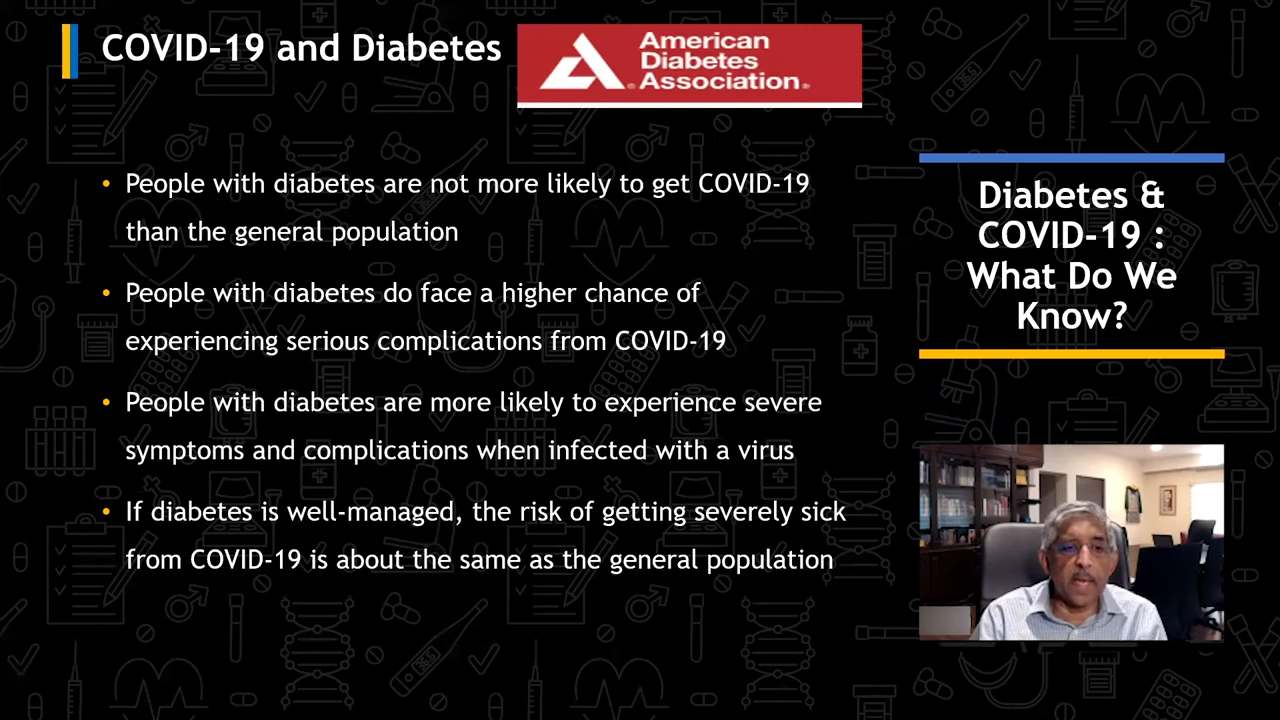 COVID-19 and Diabetes
American
Diabetes
Association®
• People with diabetes are not more likely to get COVID-19
than the general population
• People with diabetes do face a higher chance of
experiencing serious complications from COVID-19
• People with diabetes are more likely to experience severe
symptoms and complications when infected with a virus
• If diabetes is well-managed, the risk of getting severely sick
from COVID-19 is about the same as the general population
Diabetes &
COVID-19 :
What Do We
Know?